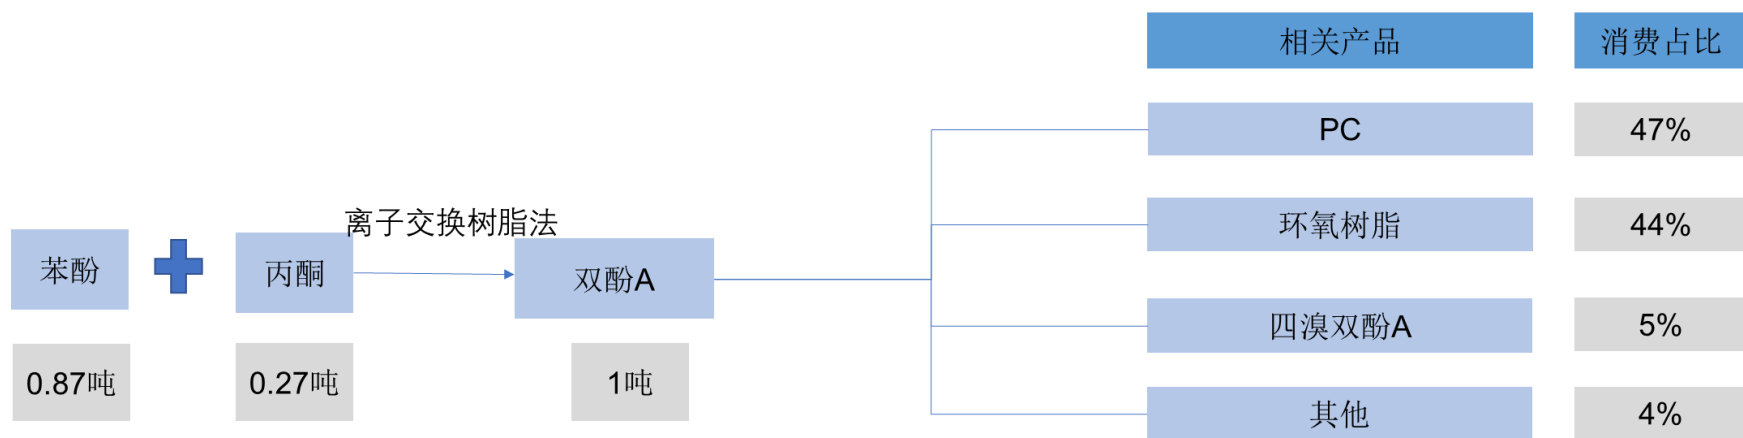 相关产品
消费占比
PC
47%
离子交换树脂法
环氧树脂
44%
苯酚
丙酮
双酚A
四溴双酚A
5%
0.87吨
0.27吨
1吨
其他
4%